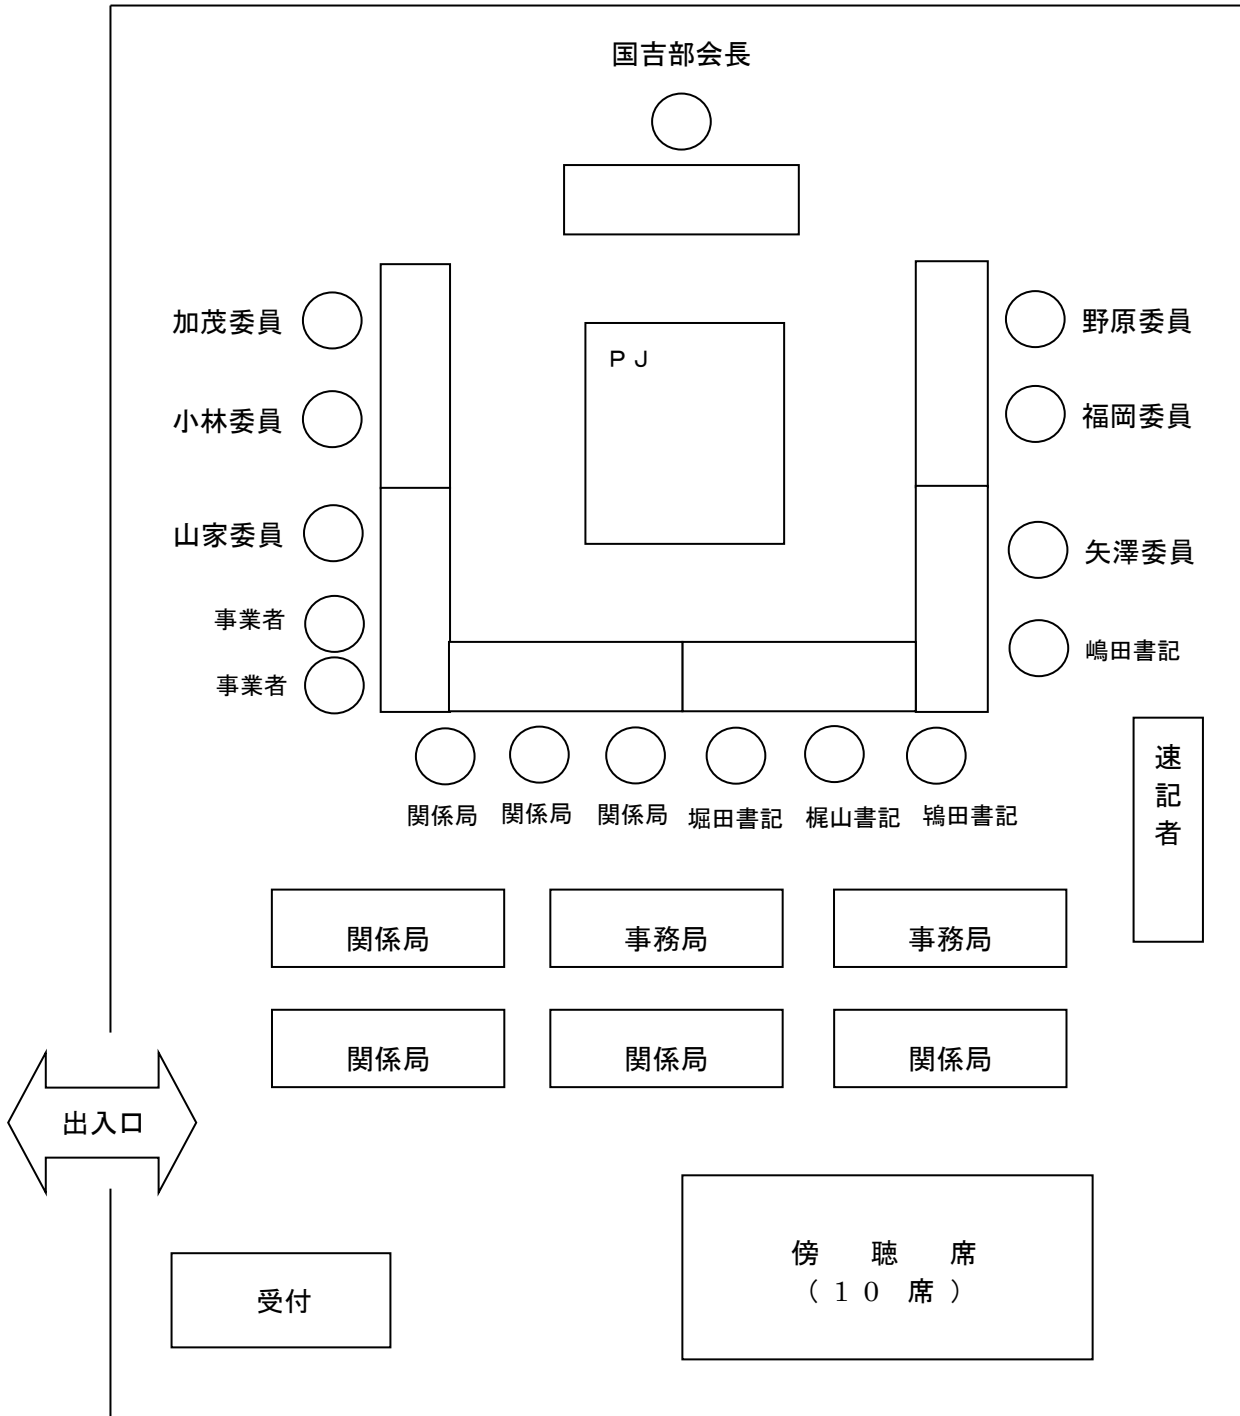 国吉部会長
加茂委員
野原委員
ＰＪ
小林委員
福岡委員
山家委員
矢澤委員
事業者
嶋田書記
事業者
速記者
関係局
関係局
関係局
堀田書記
梶山書記
鴇田書記
関係局
事務局
事務局
関係局
関係局
関係局
出入口
傍　聴　席
（１０　席）
受付